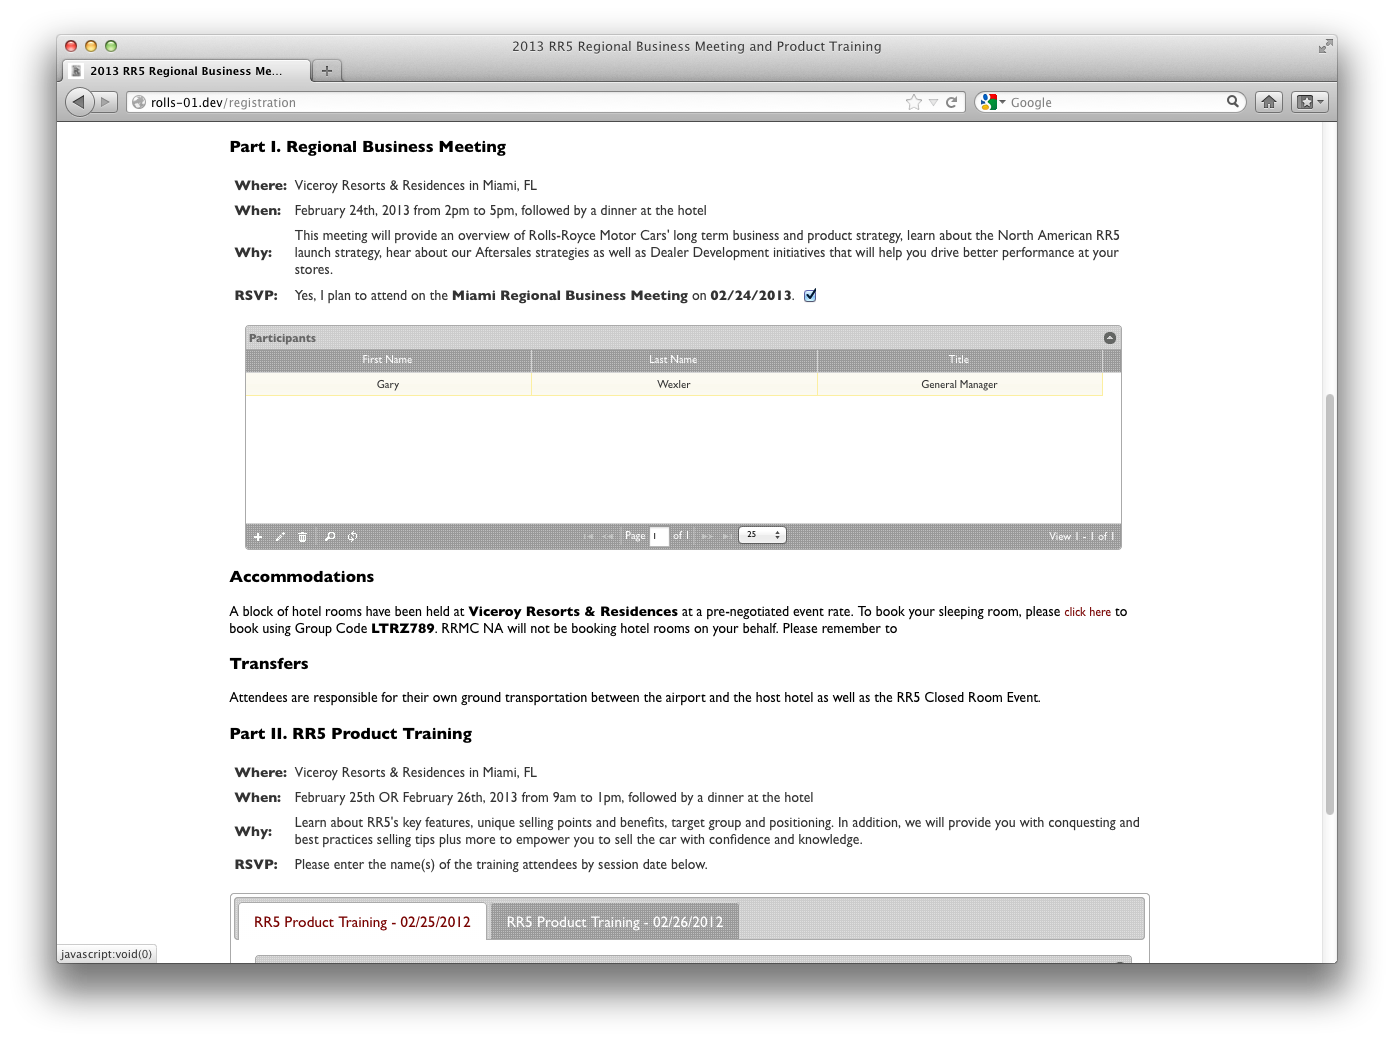 2013 RR5 Regional Business Meeting and Product Training
2013 RR5 Regional Business Me...
rolls-01.dev/registration
Google
Part I. Regional Business Meeting
Where: Viceroy Resorts & Residences in Miami, FL
When: February 24th, 2013 from 2pm to 5pm, followed by a dinner at the hotel
This meeting will provide an overview of Rolls-Royce Motor Cars' long term business and product strategy, learn about the North American RR5
Why: launch strategy, hear about our Aftersales strategies as well as Dealer Development initiatives that will help you drive better performance at your
stores.
RSVP: Yes, I plan to attend on the Miami Regional Business Meeting on 02/24/2013.
Participants
First Name Last Name Title
Gary Wexler General Manager
Page 1 of 1 25 View 1 - 1 of 1
Accommodations
A block of hotel rooms have been held at Viceroy Resorts & Residences at a pre-negotiated event rate. To book your sleeping room, please click here to
book using Group Code LTRZ789. RRMC NA will not be booking hotel rooms on your behalf. Please remember to
Transfers
Attendees are responsible for their own ground transportation between the airport and the host hotel as well as the RR5 Closed Room Event.
Part II. RR5 Product Training
Where: Viceroy Resorts & Residences in Miami, FL
When: February 25th OR February 26th, 2013 from 9am to 1pm, followed by a dinner at the hotel
Why: Learn about RR5's key features, unique selling points and benefits, target group and positioning. In addition, we will provide you with conquesting and
best practices selling tips plus more to empower you to sell the car with confidence and knowledge.
RSVP: Please enter the name(s) of the training attendees by session date below.
RR5 Product Training - 02/25/2012 RR5 Product Training - 02/26/2012
javascript:void(0)